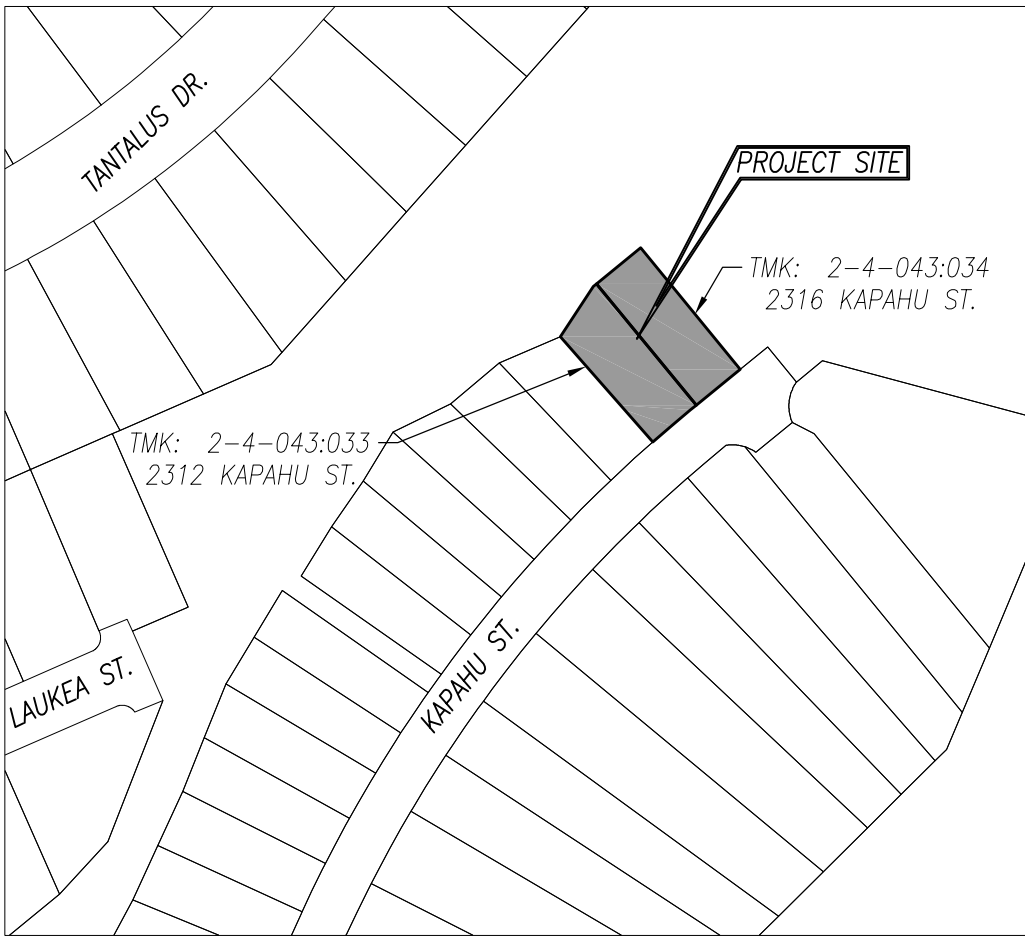 TANTALUS DR.
PROJECT SITE
TMK: 2-4-043:034
2316 KAPAHU ST.
TMK: 2-4-043:033
2312 KAPAHU ST.
KAPAHU ST.
LAUKEA ST.